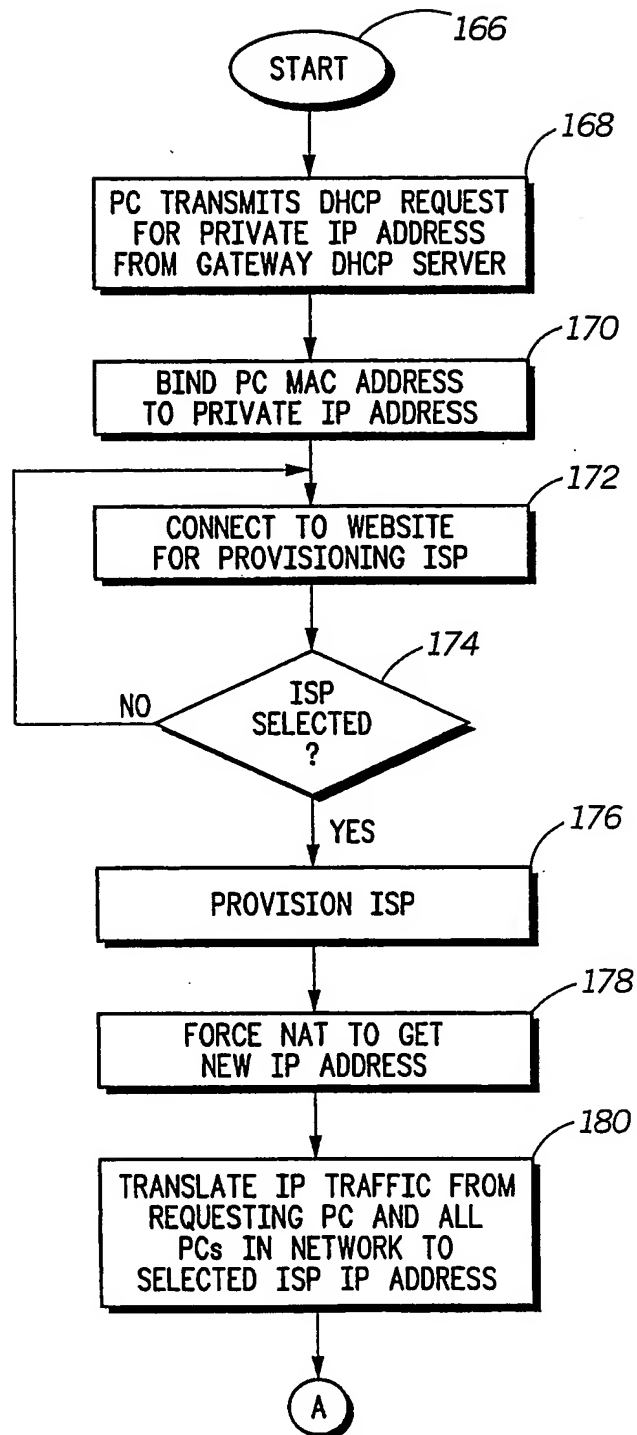 166
START
168
PC TRANSMITS DHCP REQUEST
FOR PRIVATE IP ADDRESS
FROM GATEWAY DHCP SERVER
170
BIND PC MAC ADDRESS
TO PRIVATE IP ADDRESS
172
CONNECT TO WEBSITE
FOR PROVISIONING ISP
174
ISP
SELECTED
?
NO
YES
176
PROVISION ISP
178
FORCE NAT TO GET
NEW IP ADDRESS
180
TRANSLATE IP TRAFFIC FROM
REQUESTING PC AND ALL
PCs IN NETWORK TO
SELECTED ISP IP ADDRESS
A